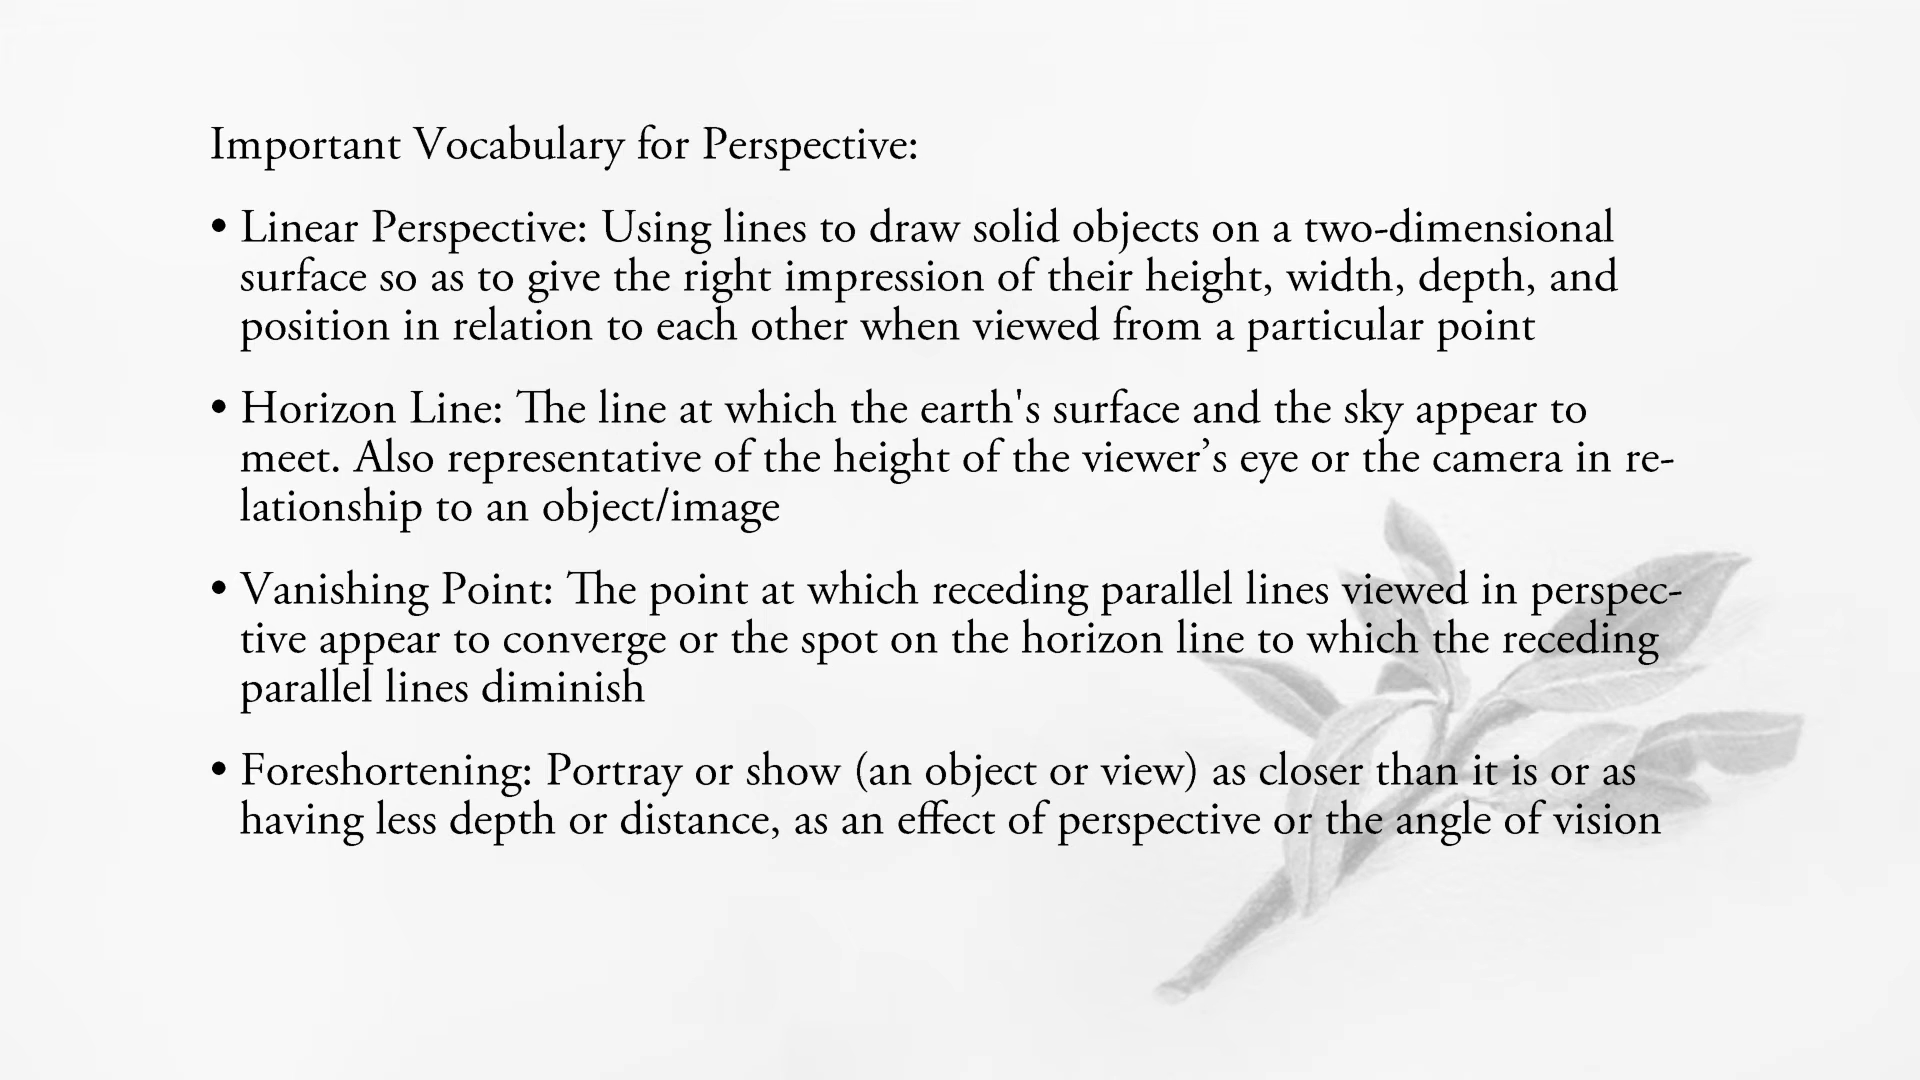 Important Vocabulary for Perspective:
• Linear Perspective: Using lines to draw solid objects on a two-dimensional
surface so as to give the right impression of their height, width, depth, and
position in relation to each other when viewed from a particular point
• Horizon Line: The line at which the earth's surface and the sky appear to
meet. Also representative of the height of the viewer’s eye or the camera in re-
lationship to an object/image
• Vanishing Point: The point at which receding parallel lines viewed in perspec-
tive appear to converge or the spot on the horizon line to which the receding
parallel lines diminish
• Foreshortening: Portray or show (an object or view) as closer than it is or as
having less depth or distance, as an effect of perspective or the angle of vision